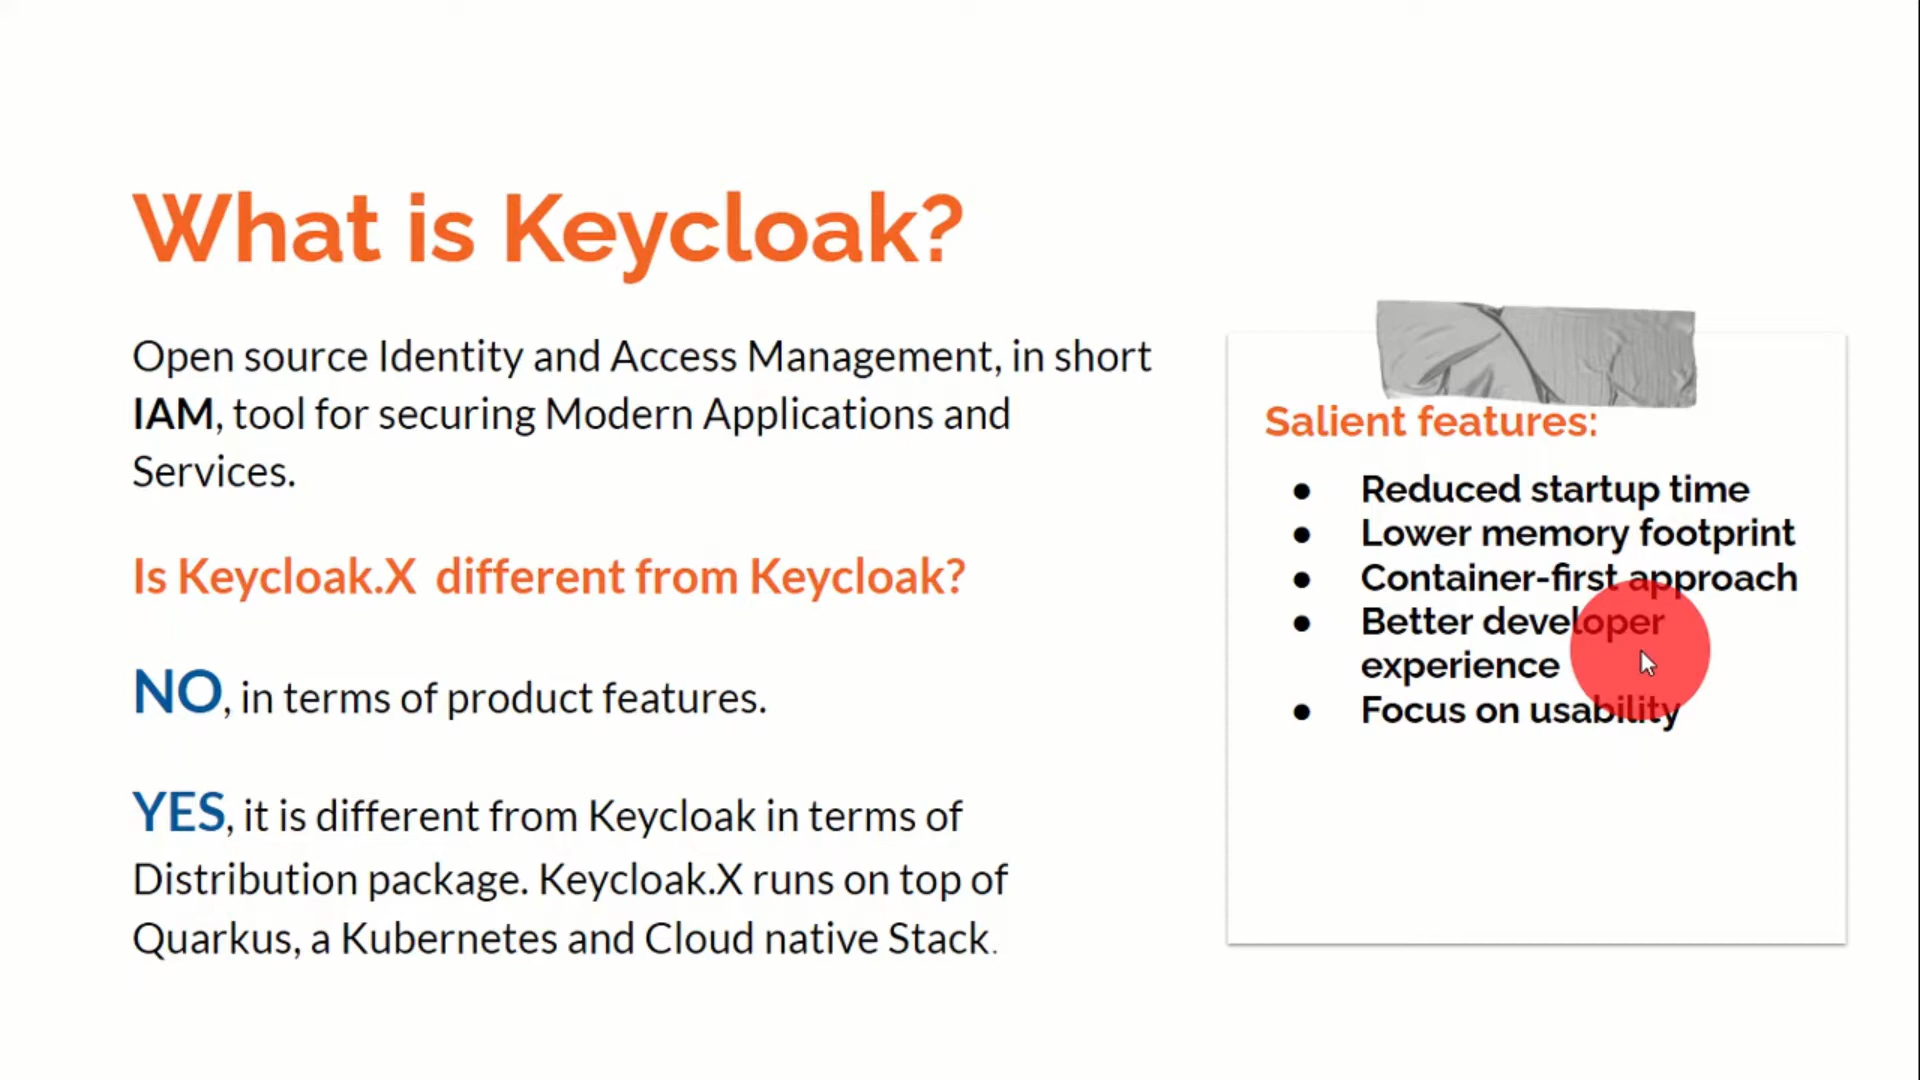 What is Keycloak?
Open source Identity and Access Management, in short
IAM, tool for securing Modern Applications and
Services.
Is Keycloak.X different from Keycloak?
NO, in terms of product features.
YES, it is different from Keycloak in terms of
Distribution package. Keycloak.X runs on top of
Quarkus, a Kubernetes and Cloud native Stack.
Salient features:
● Reduced startup time
● Lower memory footprint
● Container-first approach
● Better developer
experience
● Focus on usability